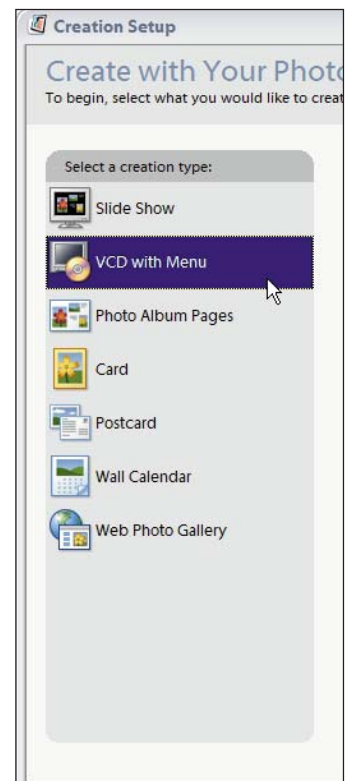 Creation Setup
Create with Your Photo
To begin, select what you would like to creat
Select a creation type:
Slide Show
VCD with Menu
Photo Album Pages
Card
Postcard
Wall Calendar
Web Photo Gallery